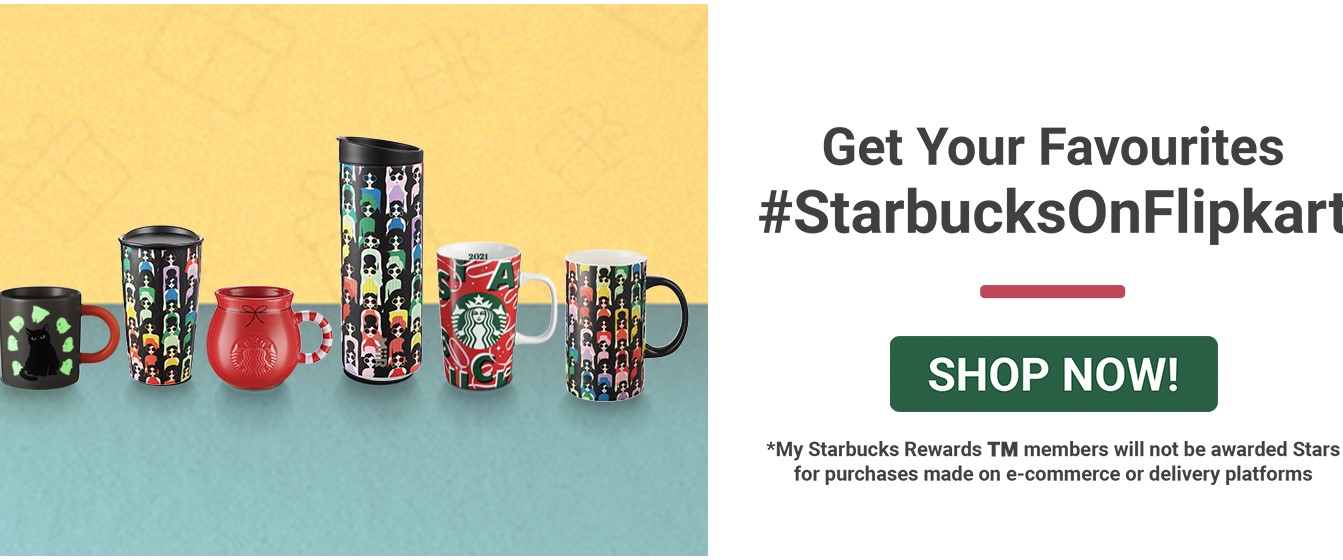 2021
Get Your Favourites
#StarbucksOnFlipkart
SHOP NOW!
*My Starbucks Rewards TM members will not be awarded Stars
for purchases made on e-commerce or delivery platforms